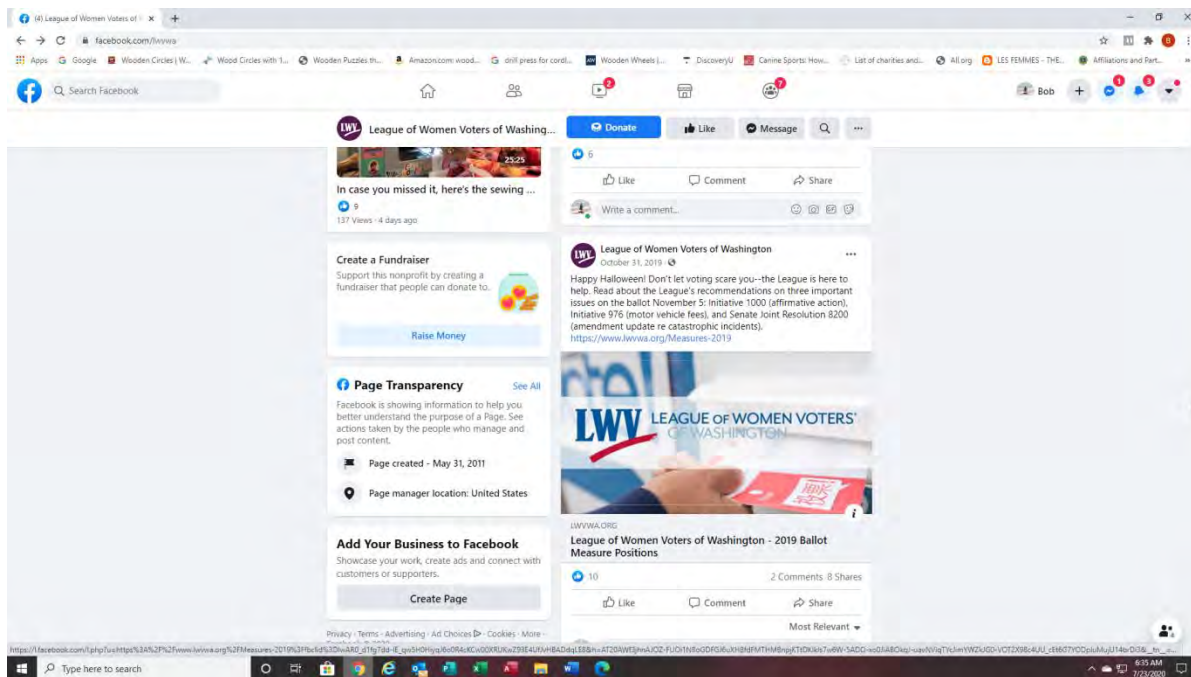 (4) League of Women Voters of
facebook.com/lwvwa
Apps Google Wooden Circles | W... Wood Circles with 1... Wooden Puzzles th... Amazon.com: wood... drill press for cordl... Wooden Wheels |... DiscoveryU Canine Sports: How... List of charities and... All.org LES FEMMES - THE... Affiliations and Part...
Search Facebook
2
7
Bob
1
3
LWV League of Women Voters of Washing...
Donate
Like
Message
25:25
In case you missed it, here's the sewing ...
9
137 Views · 4 days ago
Create a Fundraiser
Support this nonprofit by creating a
fundraiser that people can donate to.
Raise Money
Page Transparency See All
Facebook is showing information to help you
better understand the purpose of a Page. See
actions taken by the people who manage and
post content.
Page created - May 31, 2011
Page manager location: United States
Add Your Business to Facebook
Showcase your work, create ads and connect with
customers or supporters.
Create Page
Privacy · Terms · Advertising · Ad Choices · Cookies · More ·
6
Like Comment Share
Write a comment...
LWV
League of Women Voters of Washington
October 31, 2019
Happy Halloween! Don't let voting scare you--the League is here to
help. Read about the League's recommendations on three important
issues on the ballot November 5: Initiative 1000 (affirmative action),
Initiative 976 (motor vehicle fees), and Senate Joint Resolution 8200
(amendment update re catastrophic incidents).
https://www.lwvwa.org/Measures-2019
LWV LEAGUE OF WOMEN VOTERS®
OF WASHINGTON
LWVWA.ORG
League of Women Voters of Washington - 2019 Ballot
Measure Positions
10 2 Comments 8 Shares
Like Comment Share
Most Relevant
Type here to search
6:35 AM
7/23/2020